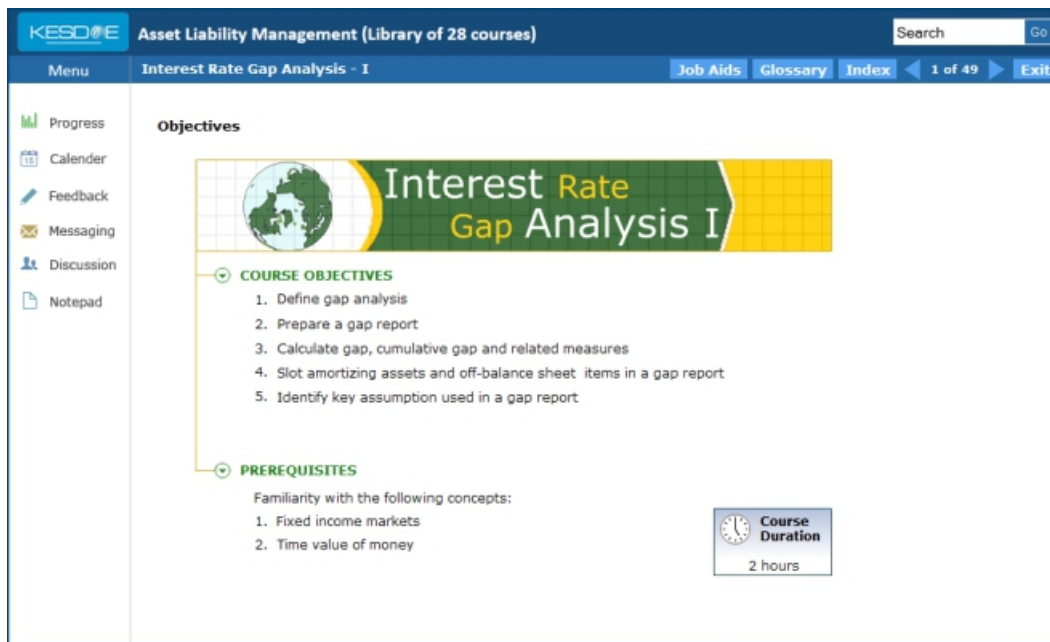 KESDEE
Asset Liability Management (Library of 28 courses)
Search
Go
Menu
Interest Rate Gap Analysis - I
Job Aids
Glossary
Index
1 of 49
Exit
Progress
15
Calender
Feedback
Messaging
Discussion
Notepad
Objectives
Interest Rate
Gap Analysis I
COURSE OBJECTIVES
1. Define gap analysis
2. Prepare a gap report
3. Calculate gap, cumulative gap and related measures
4. Slot amortizing assets and off-balance sheet items in a gap report
5. Identify key assumption used in a gap report
PREREQUISITES
Familiarity with the following concepts:
1. Fixed income markets
2. Time value of money
Course
Duration
2 hours